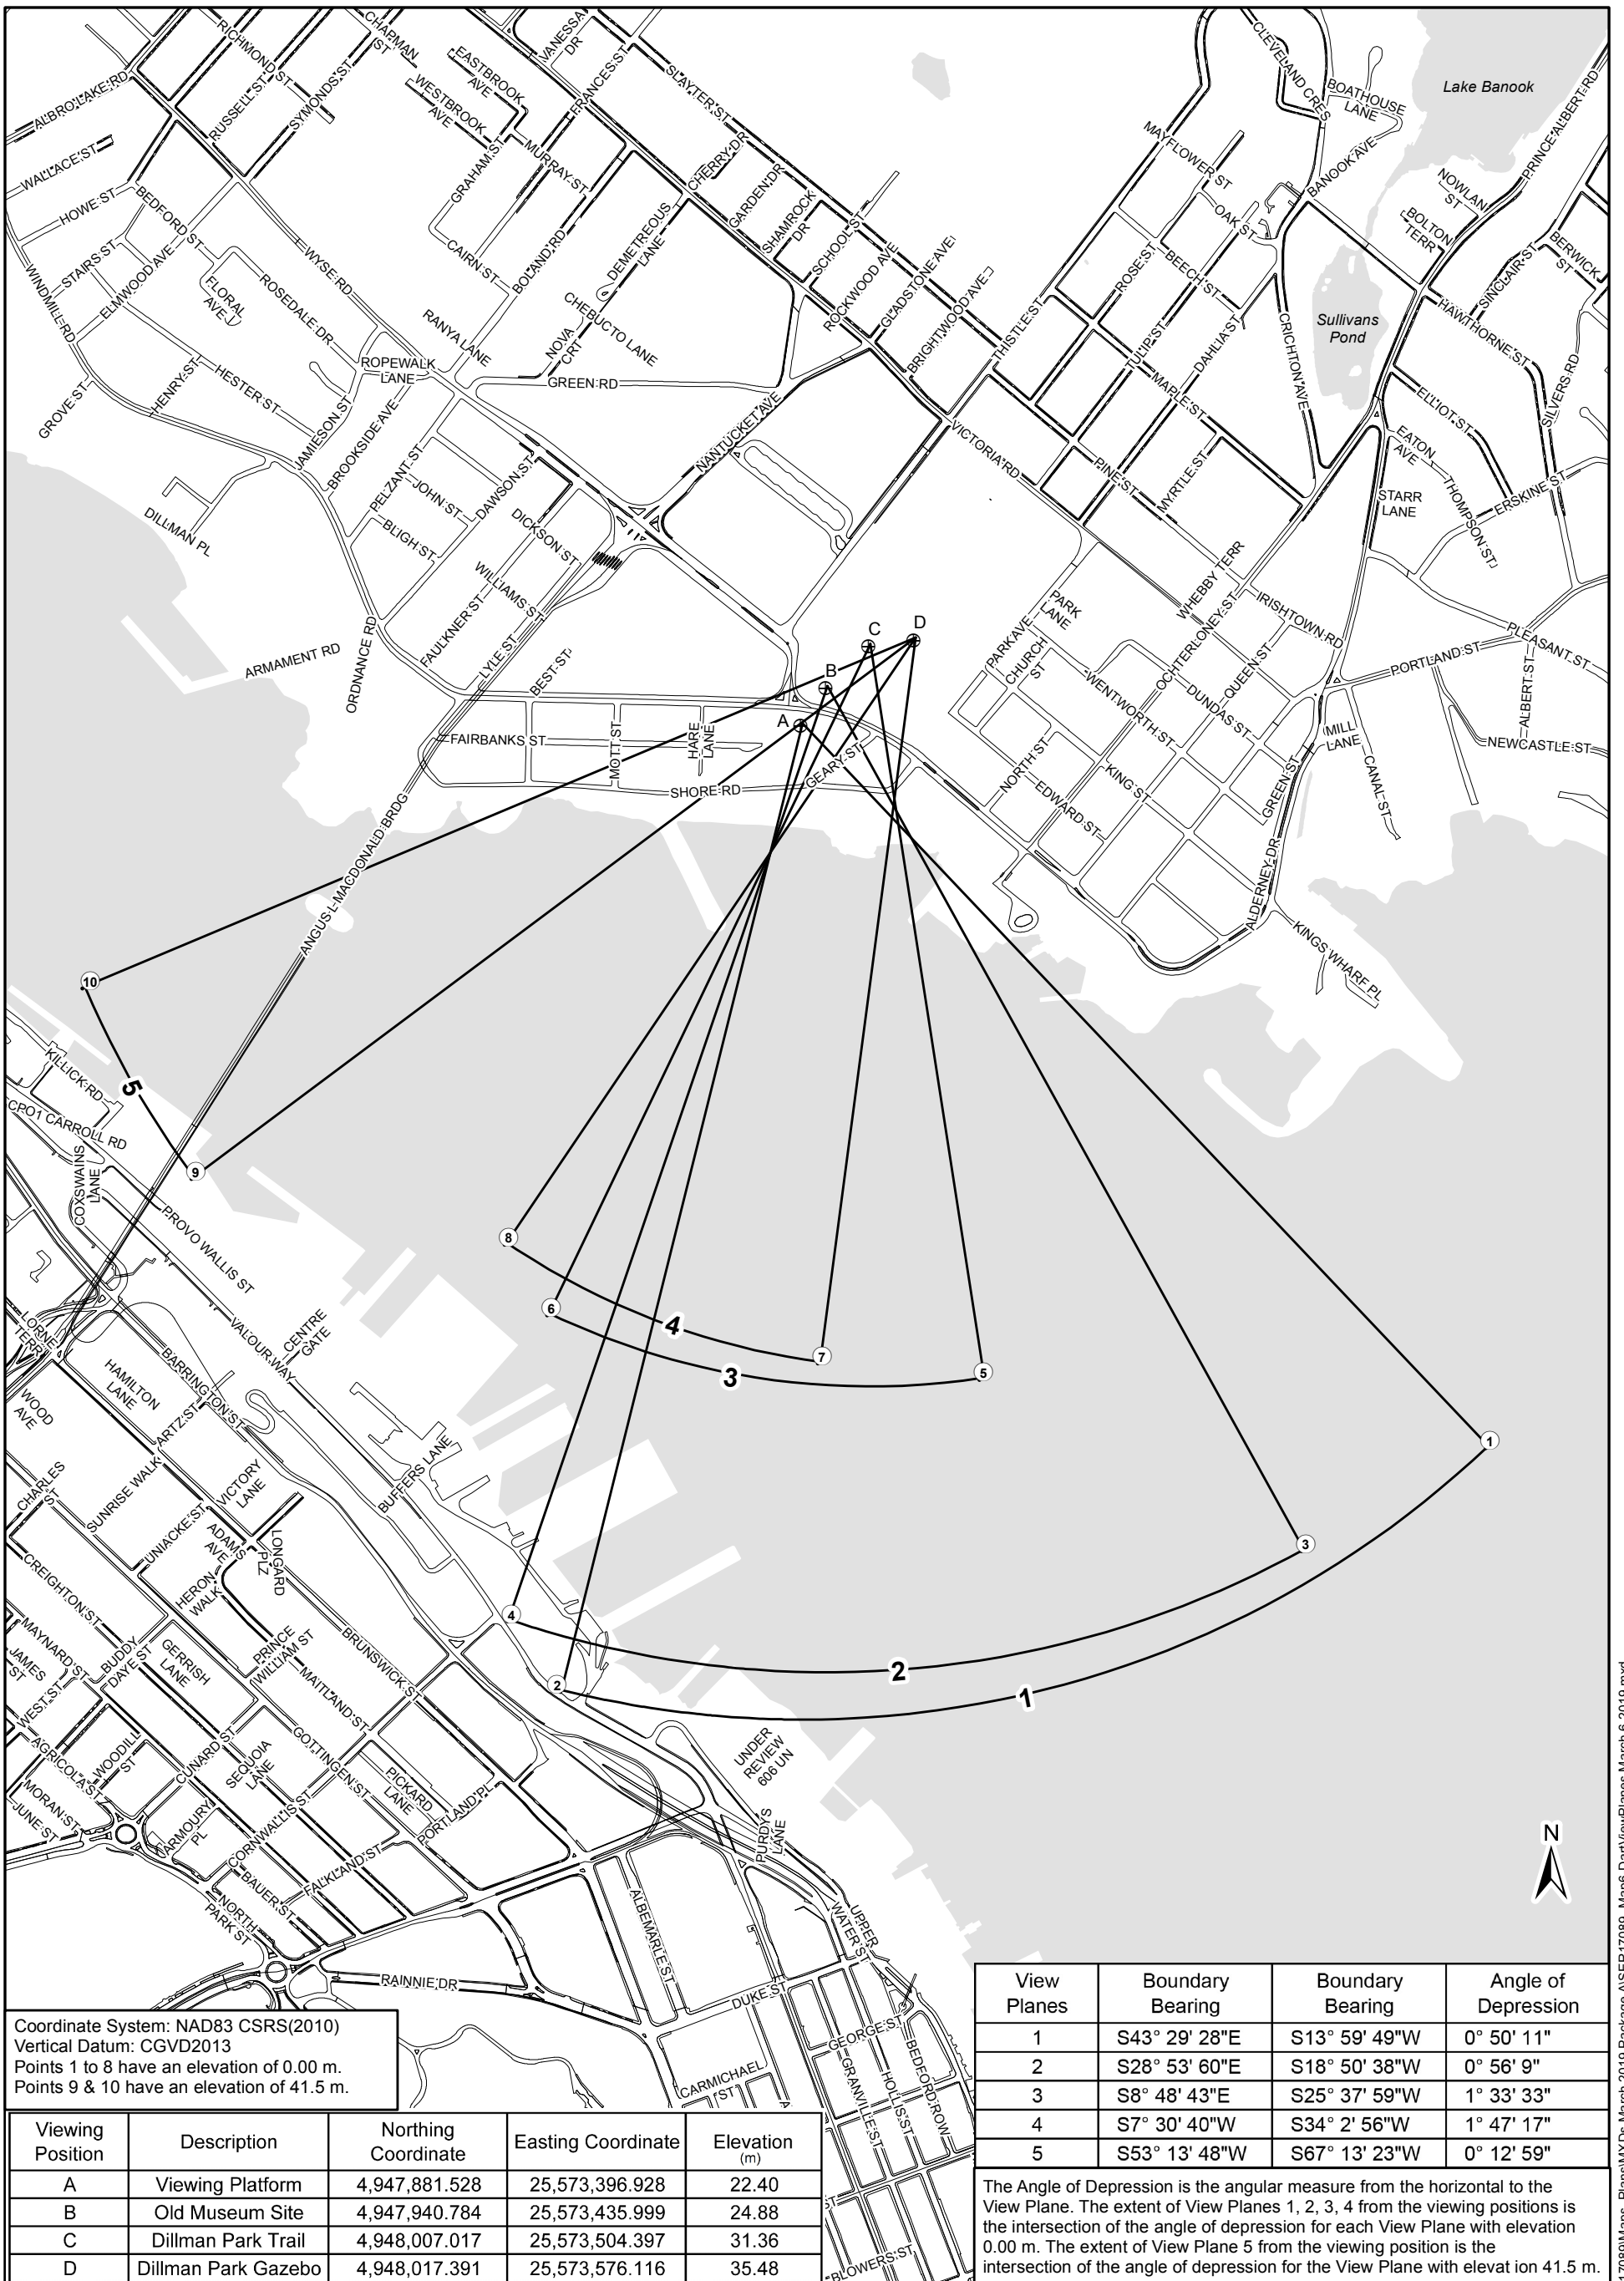 CHAPMAN
ST
VANESSA
DR
RICHMOND ST
RUSSELL ST
SYMONDS ST
EASTBROOK
AVE
WESTBROOK
AVE
FRANCES ST
SLAYTER ST
CLEVELAND CRES
BOATHOUSE
LANE
Lake Banook
PRINCE ALBERT RD
ALBRO LAKE RD
WALLACE ST
HOWE ST
BEDFORD ST
STAIRS ST
ELMWOOD AVE
FLORAL
AVE
ROSEDALE DR
WYSE RD
WINDMILL RD
GRAHAM ST
MURRAY ST
CAIRN ST
BOLAND RD
DEMETREOUS
LANE
CHERRY DR
GARDEN DR
SHAMROCK
DR
SCHOOL ST
ROCKWOOD AVE
GLADSTONE AVE
BRIGHTWOOD AVE
THISTLE ST
MAYFLOWER ST
OAK ST
BANOOK AVE
ROSE ST
BEECH ST
TULIP ST
DAHLIA ST
CRICHTON AVE
MAPLE ST
Sullivans
Pond
NOWLAN
ST
BOLTON
TERR
SINCLAIR ST
BERWICK
ST
HAWTHORNE ST
SILVERS RD
ELLIOT ST
EATON
AVE
THOMPSON ST
STARR
LANE
ERSKINE ST
GROVE ST
HENRY ST
HESTER ST
JAMIESON ST
BROOKSIDE AVE
ROPEWALK
LANE
RANYA LANE
NOVA
CRT
CHEBUCTO LANE
GREEN RD
NANTUCKET AVE
VICTORIA RD
PINE ST
MYRTLE ST
DILLMAN PL
PELZANT ST
JOHN ST
BLIGH ST
DAWSON ST
DICKSON ST
WILLIAMS ST
FAULKNER ST
LYLE ST
BEST ST
ARMAMENT RD
ORDNANCE RD
FAIRBANKS ST
MOTT ST
HARE
LANE
SHORE RD
GEARY ST
A
B
C
D
PARK
LANE
PARK AVE
CHURCH
ST
WENTWORTH ST
NORTH ST
EDWARD ST
KING ST
WHEBBY TERR
OCHTERLONEY ST
IRISHTOWN RD
QUEEN ST
DUNDAS ST
GREEN ST
MILL
LANE
CANAL ST
ALDERNEY DR
KINGS WHARF PL
PORTLAND ST
PLEASANT ST
ALBERT ST
NEWCASTLE ST
ANGUS L MACDONALD BRDG
10
5
9
8
6
4
7
3
5
1
3
4
2
2
1
KILLICK RD
CPO1 CARROLL RD
COXSWAINS
LANE
PROVO WALLIS ST
VALOUR WAY
CENTRE
GATE
LORNE
TERR
WOOD
AVE
HAMILTON
LANE
BARRINGTON ST
ARTZ ST
SUNRISE WALK
VICTORY
LANE
BUFFERS LANE
CHARLES
ST
UNIACKE ST
ADAMS
AVE
LONGARD
PLZ
HERON
WALK
CREIGHTON ST
MAYNARD ST
JAMES
ST
WEST ST
BUDDY
DAYE ST
GERRISH
LANE
PRINCE
WILLIAM ST
MAITLAND ST
BRUNSWICK ST
AGRICOLA ST
WOODILL
ST
CUNARD ST
SEQUOIA
LANE
GOTTINGEN ST
PICKARD
LANE
PORTLAND PL
MORAN ST
JUNE ST
ARMOURY
PL
CORNWALLIS ST
BAUER ST
FALKLAND ST
NORTH
PARK ST
RAINNIE DR
UNDER
REVIEW
606 UN
PURDY'S
LANE
ALBEMARLE ST
UPPER
WATER ST
DUKE ST
GEORGE ST
CARMICHAEL
ST
GRANVILLE ST
HOLLIS ST
BEDFORD ROW
BLOWERS ST
N
Coordinate System: NAD83 CSRS(2010)
Vertical Datum: CGVD2013
Points 1 to 8 have an elevation of 0.00 m.
Points 9 & 10 have an elevation of 41.5 m.
Viewing Position Description Northing Coordinate Easting Coordinate Elevation (m)
A Viewing Platform 4,947,881.528 25,573,396.928 22.40
B Old Museum Site 4,947,940.784 25,573,435.999 24.88
C Dillman Park Trail 4,948,007.017 25,573,504.397 31.36
D Dillman Park Gazebo 4,948,017.391 25,573,576.116 35.48
View Planes Boundary Bearing Boundary Bearing Angle of Depression
1 S43° 29' 28"E S13° 59' 49"W 0° 50' 11"
2 S28° 53' 60"E S18° 50' 38"W 0° 56' 9"
3 S8° 48' 43"E S25° 37' 59"W 1° 33' 33"
4 S7° 30' 40"W S34° 2' 56"W 1° 47' 17"
5 S53° 13' 48"W S67° 13' 23"W 0° 12' 59"
The Angle of Depression is the angular measure from the horizontal to the
View Plane. The extent of View Planes 1, 2, 3, 4 from the viewing positions is
the intersection of the angle of depression for each View Plane with elevation
0.00 m. The extent of View Plane 5 from the viewing position is the
intersection of the angle of depression for the View Plane with elevat ion 41.5 m.